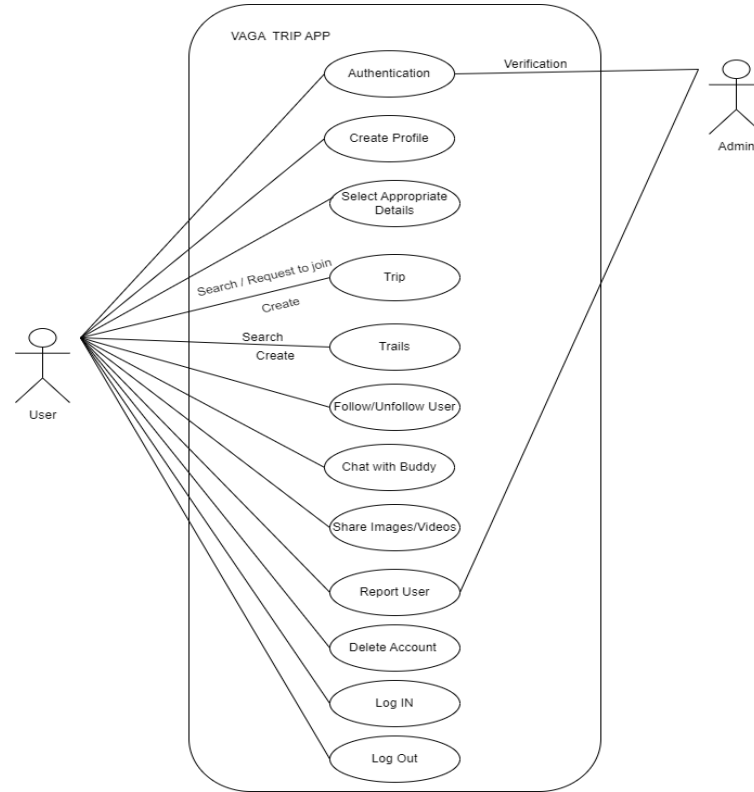 VAGA TRIP APP
Authentication
Verification
Admin
Create Profile
Select Appropriate
Details
Search / Request to join
Trip
Create
Search
Trails
Create
User
Follow/Unfollow User
Chat with Buddy
Share Images/Videos
Report User
Delete Account
Log IN
Log Out